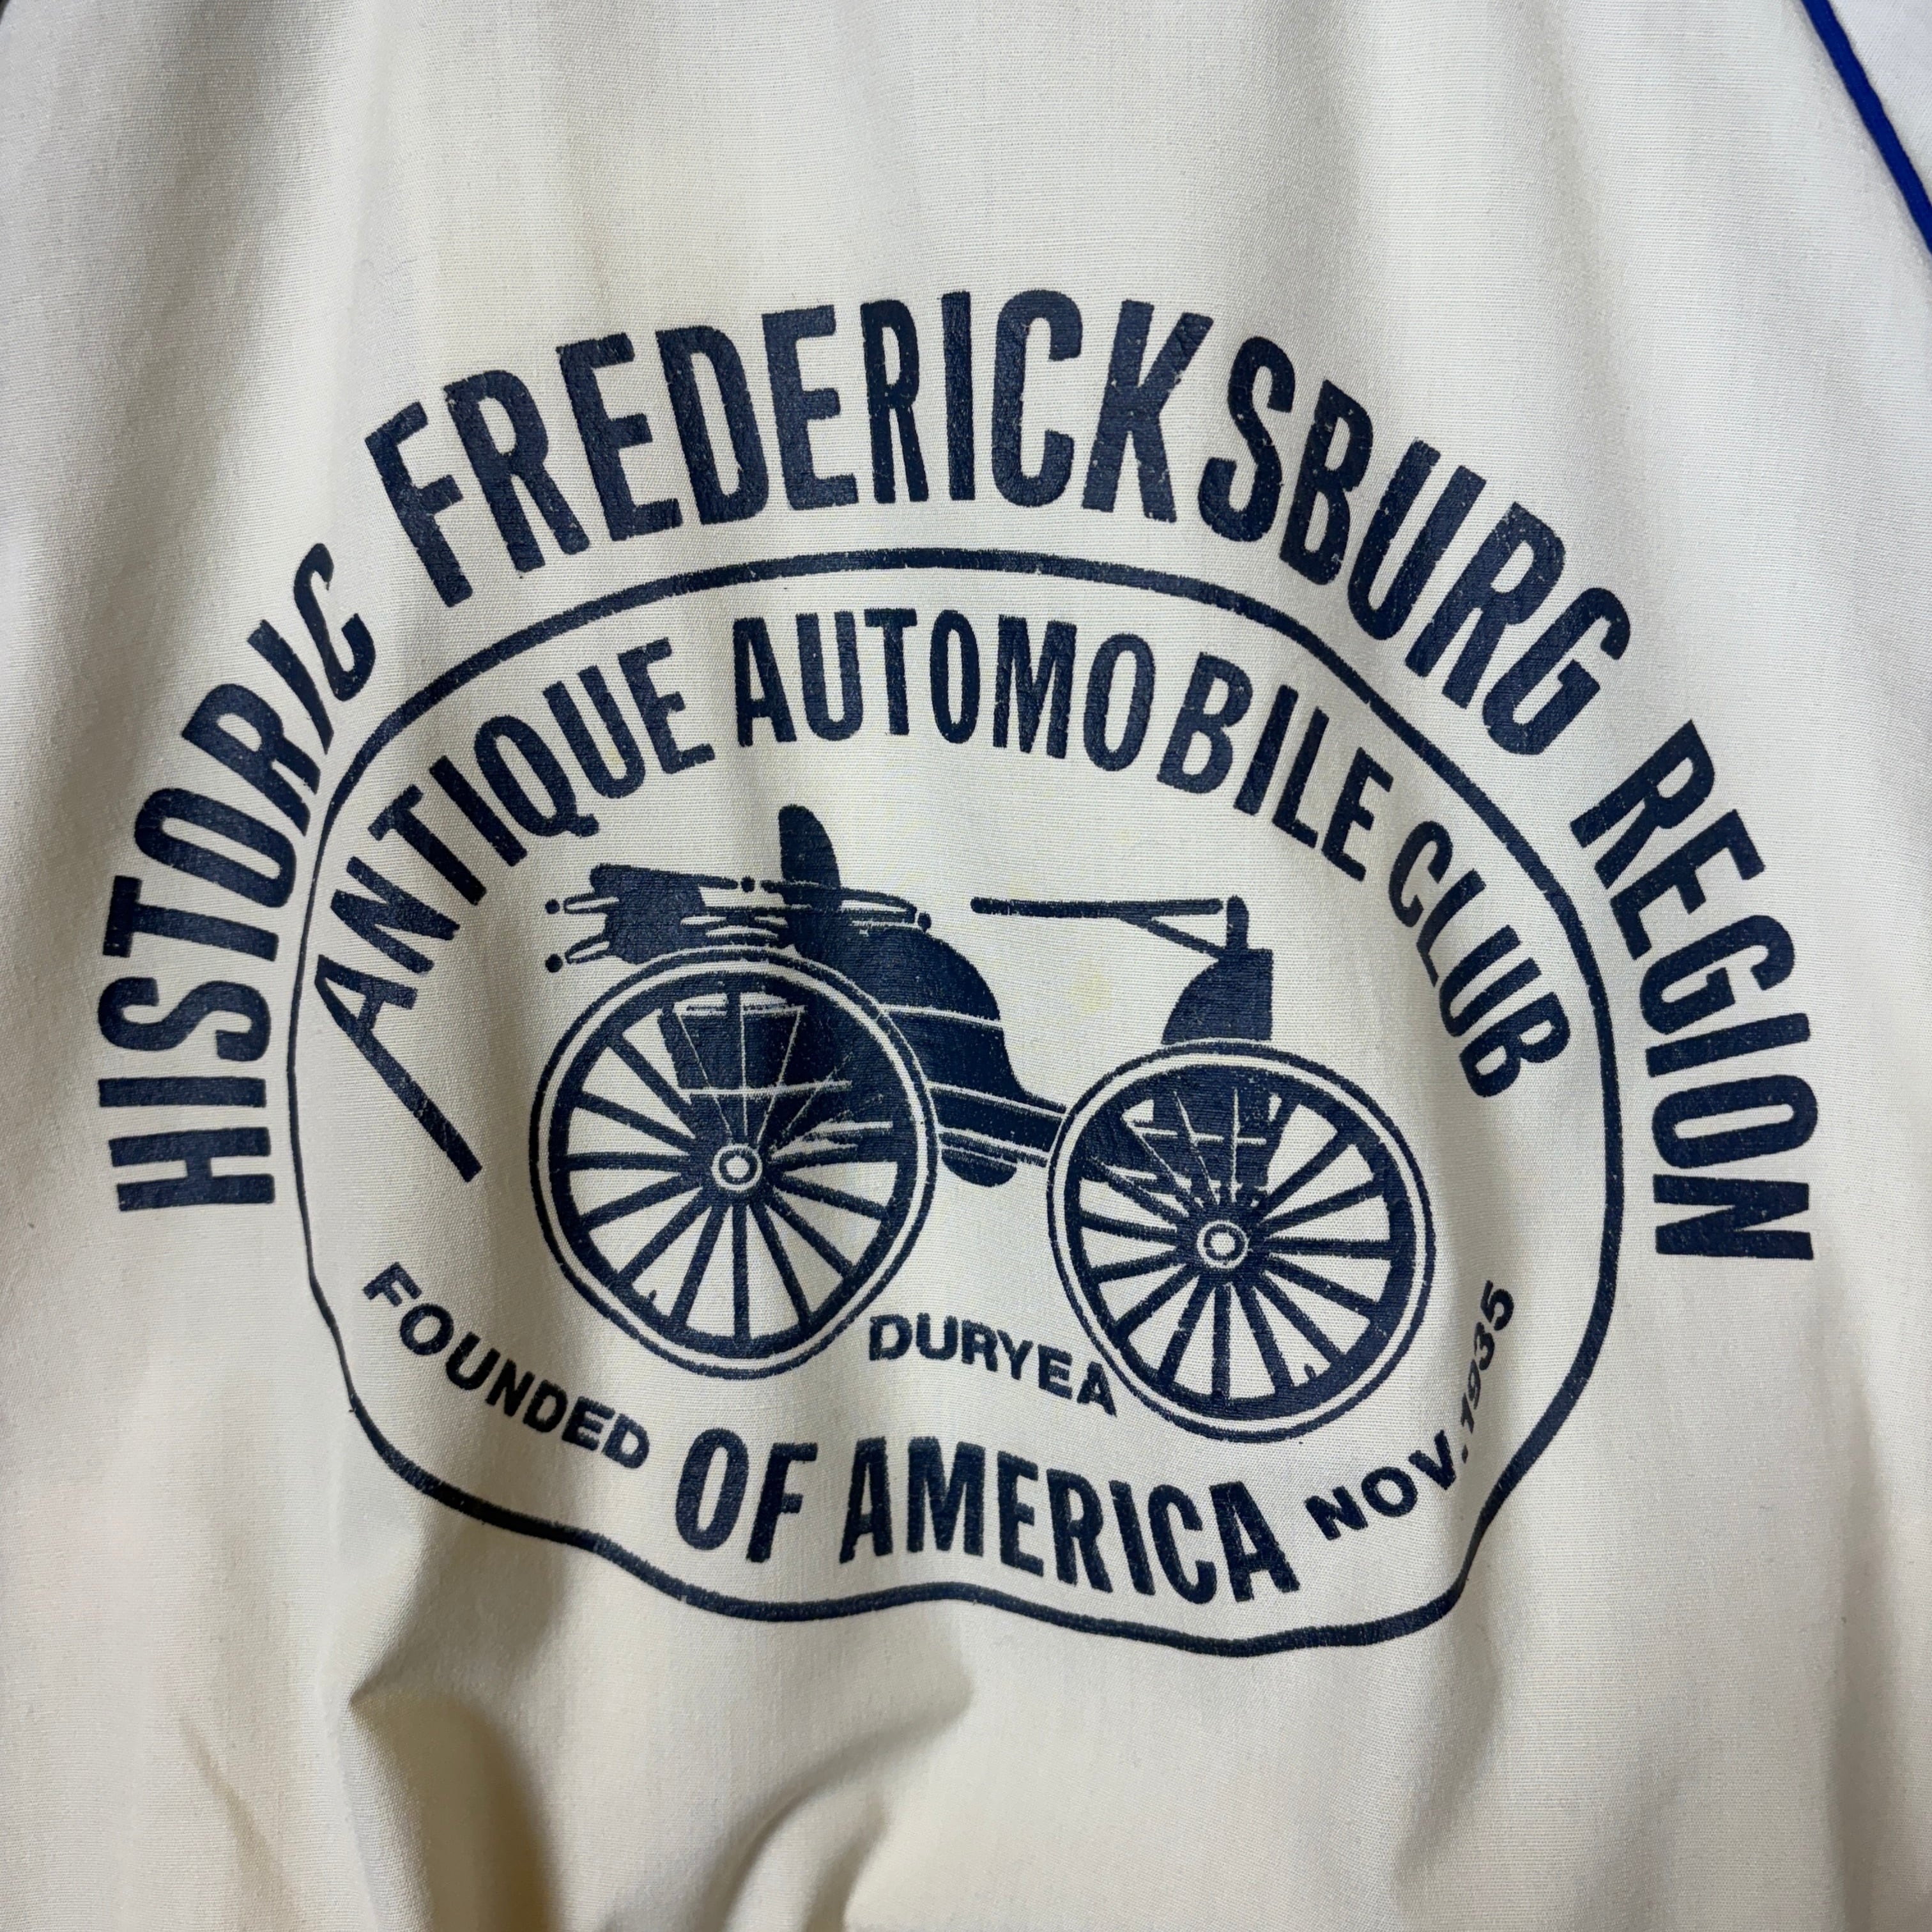 HISTORIC FREDERICKSBURG REGION
ANTIQUE AUTOMOBILE CLUB
DURYEA
OF AMERICA
FOUNDED NOV. 1935